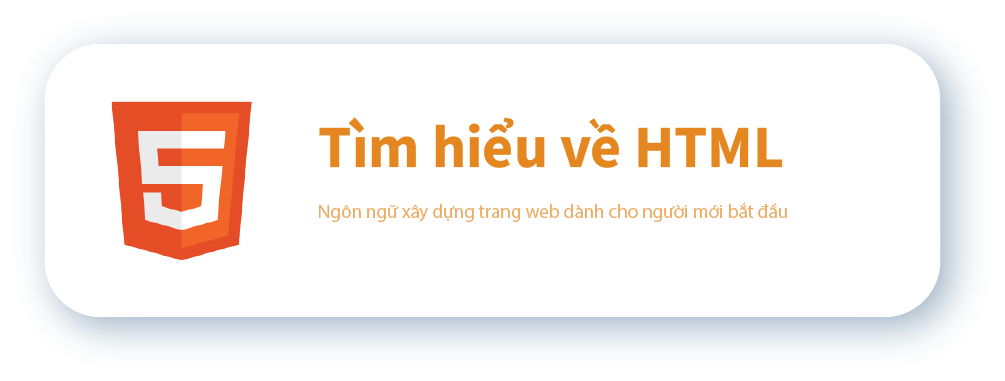 Tìm hiểu về HTML
Ngôn ngữ xây dựng trang web dành cho người mới bắt đầu